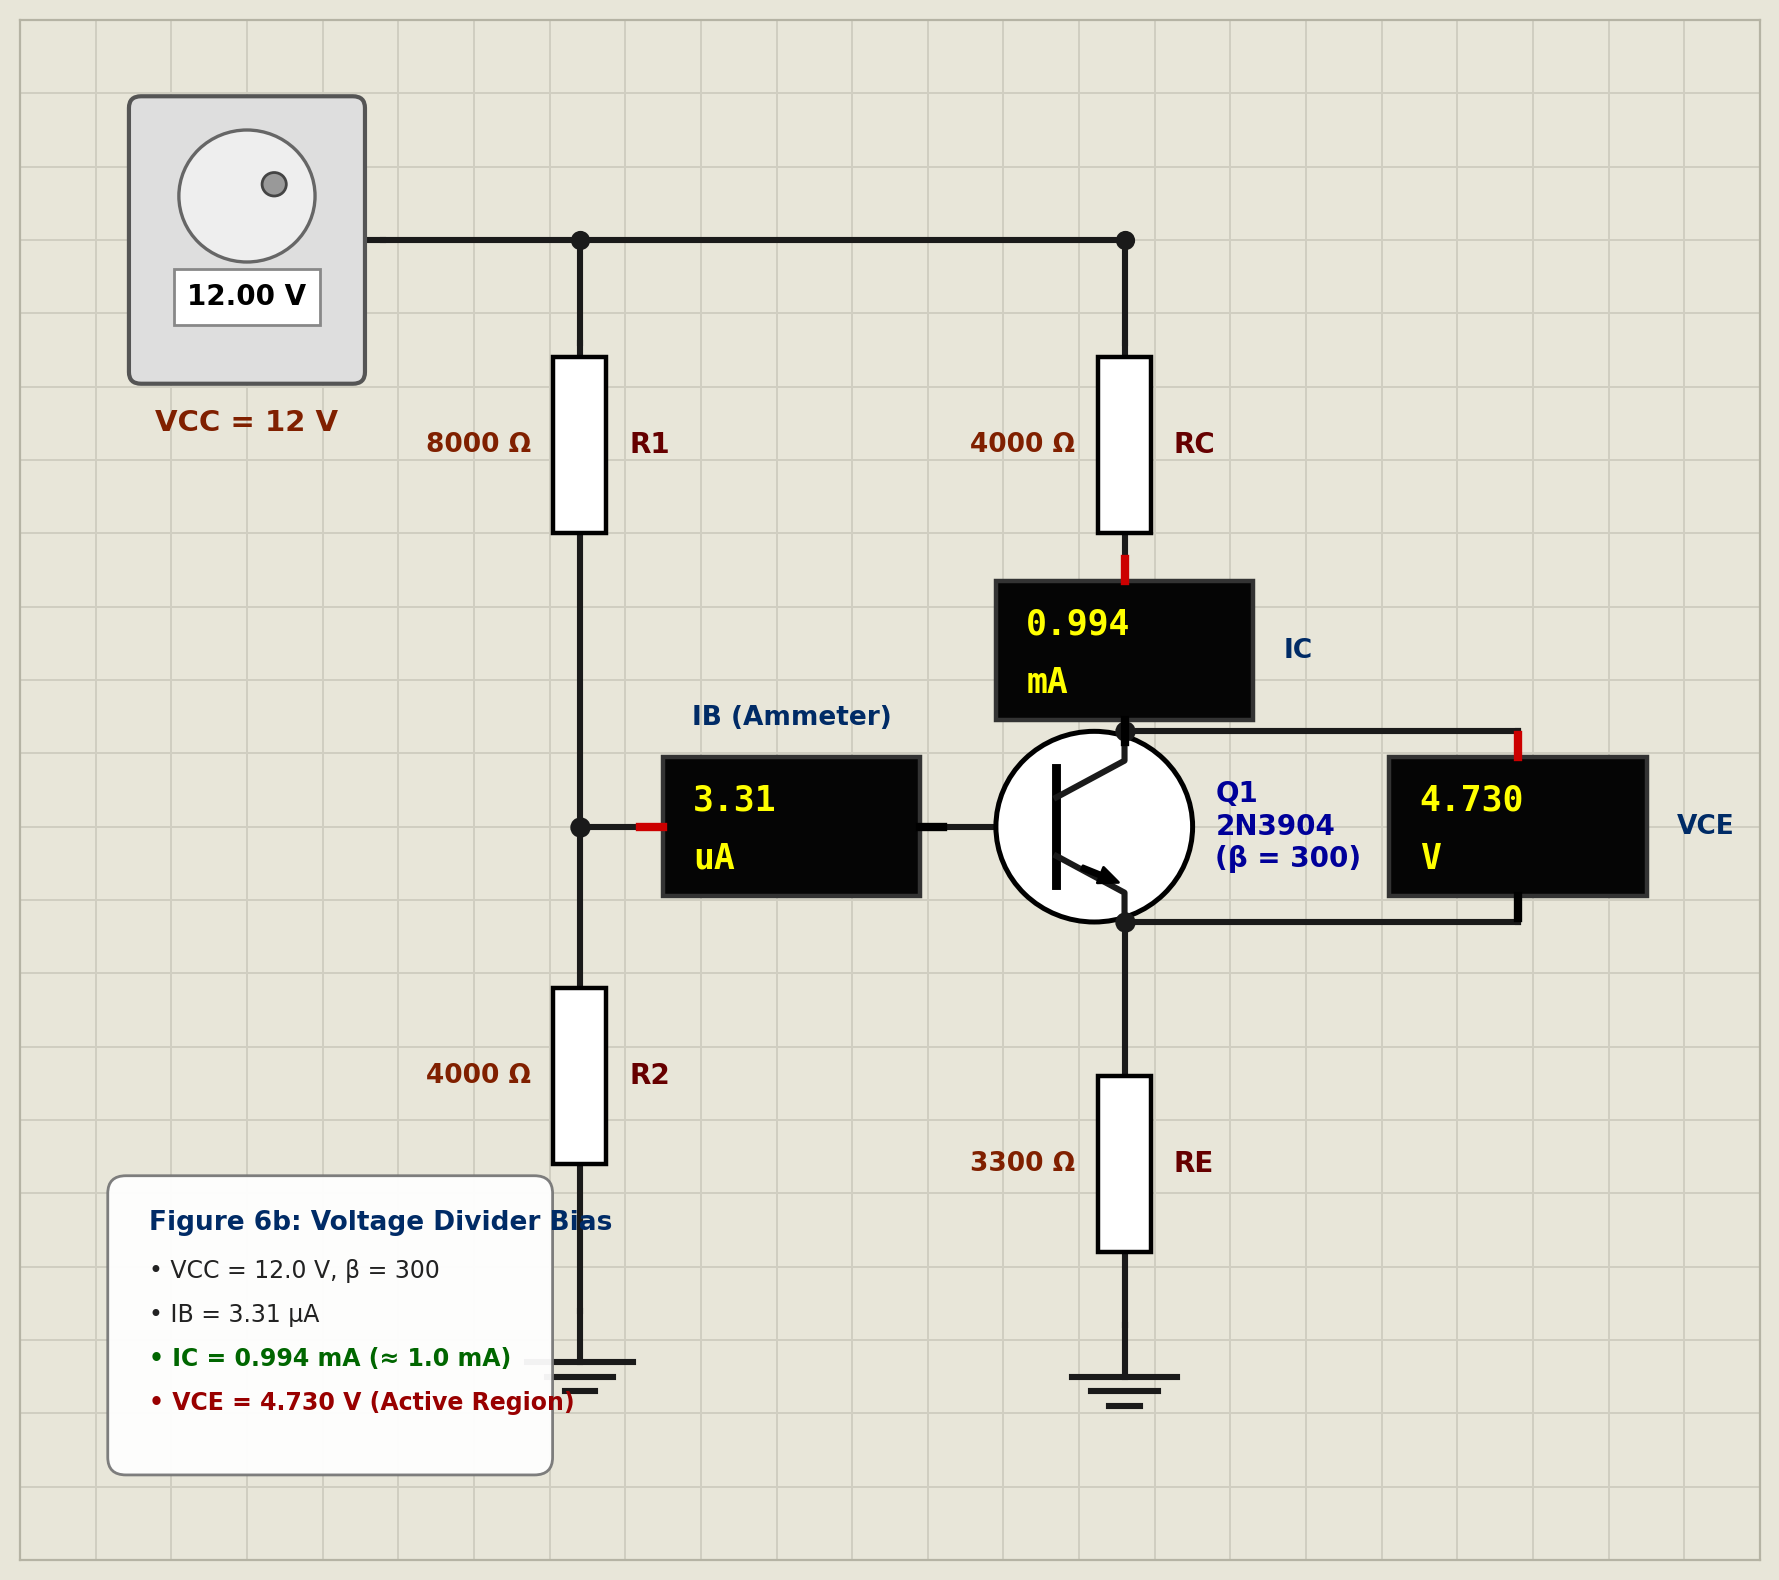 12.00 V
VCC = 12 V
8000 Ω
R1
4000 Ω
RC
0.994
mA
IC
IB (Ammeter)
3.31
uA
Q1
2N3904
(β = 300)
4.730
V
VCE
4000 Ω
R2
3300 Ω
RE
Figure 6b: Voltage Divider Bias
• VCC = 12.0 V, β = 300
• IB = 3.31 µA
• IC = 0.994 mA (≈ 1.0 mA)
• VCE = 4.730 V (Active Region)